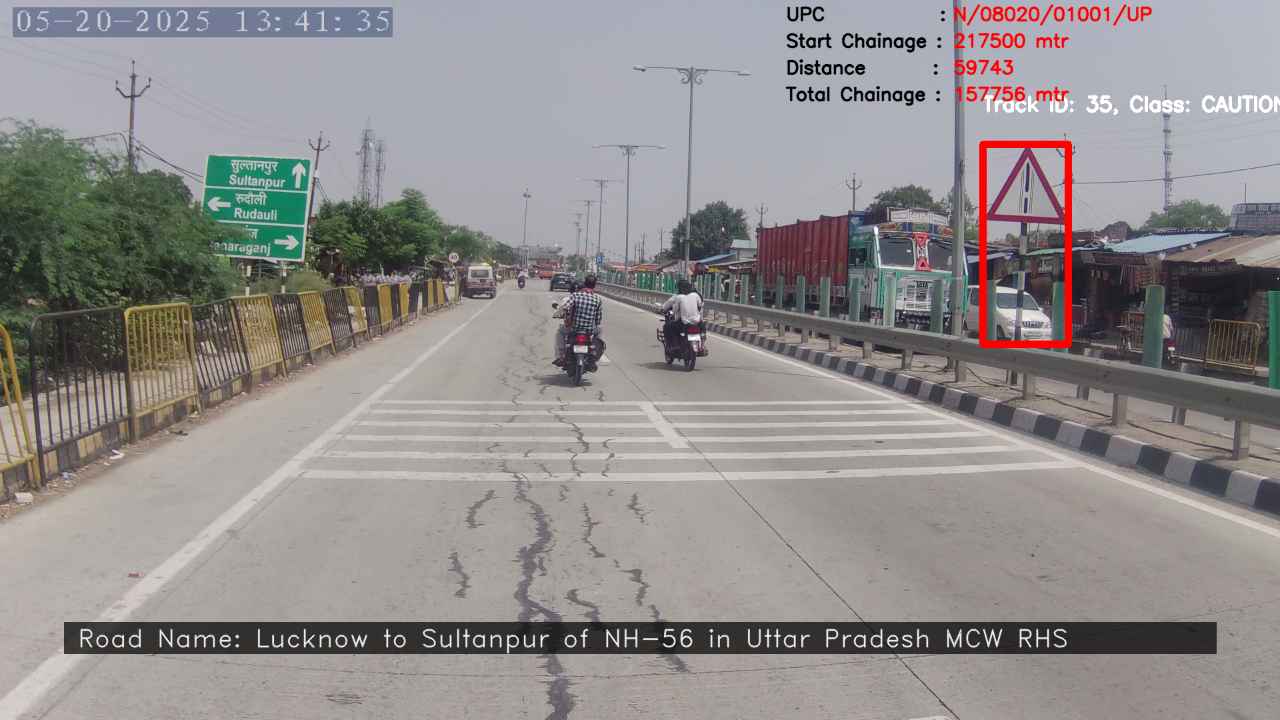 05-20-2025 13:41:35
UPC : N/08020/01001/UP
Start Chainage : 217500 mtr
Distance : 59743
Total Chainage : 157756 mtr
Track ID: 35, Class: CAUTION
सुल्तानपुर
Sultanpur
रुदौली
Rudauli
Road Name: Lucknow to Sultanpur of NH-56 in Uttar Pradesh MCW RHS